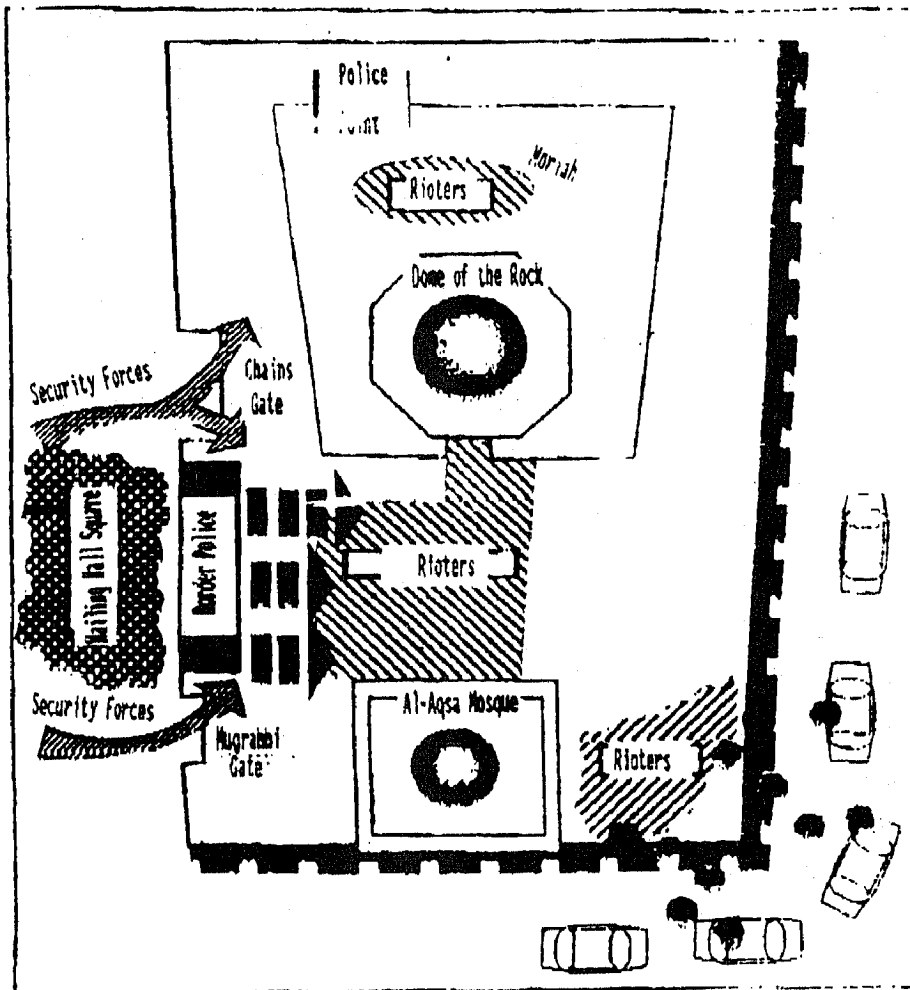 Police
Point
Moriah
Rioters
Dome of the Rock
Security Forces
Chains
Gate
Wailing Wall Square
Border Police
Rioters
Security Forces
Al-Aqsa Mosque
Mugrabbi
Gate
Rioters